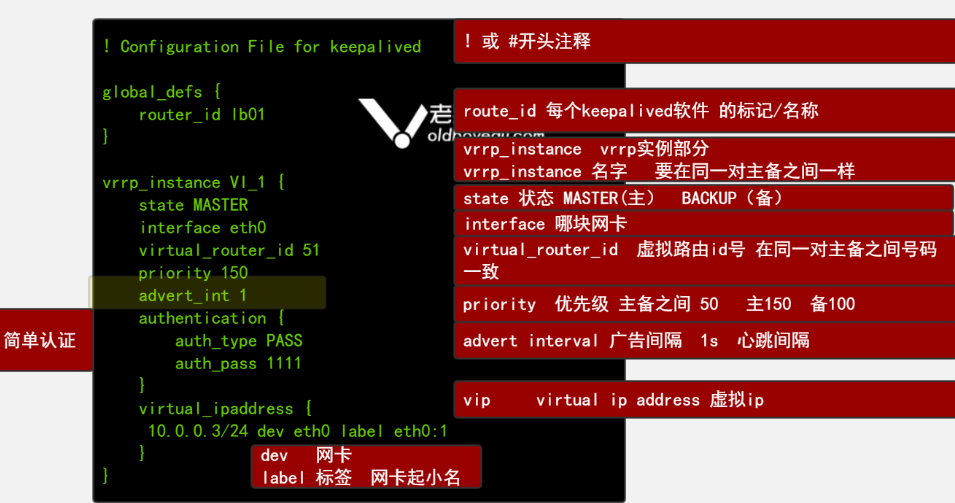 ! Configuration File for keepalived
! 或 #开头注释
global_defs {
router_id lb01
}
route_id 每个keepalived软件 的标记/名称
老
vrrp_instance vrrp实例部分
vrrp_instance 名字 要在同一对主备之间一样
vrrp_instance VI_1 {
state MASTER
state 状态 MASTER(主) BACKUP（备）
interface eth0
interface 哪块网卡
virtual_router_id 51
virtual_router_id 虚拟路由id号 在同一对主备之间号码
一致
priority 150
priority 优先级 主备之间 50 主150 备100
advert_int 1
advert interval 广告间隔 1s 心跳间隔
简单认证
authentication {
auth_type PASS
auth_pass 1111
}
virtual_ipaddress {
vip virtual ip address 虚拟ip
10.0.0.3/24 dev eth0 label eth0:1
}
dev 网卡
label 标签 网卡起小名
}